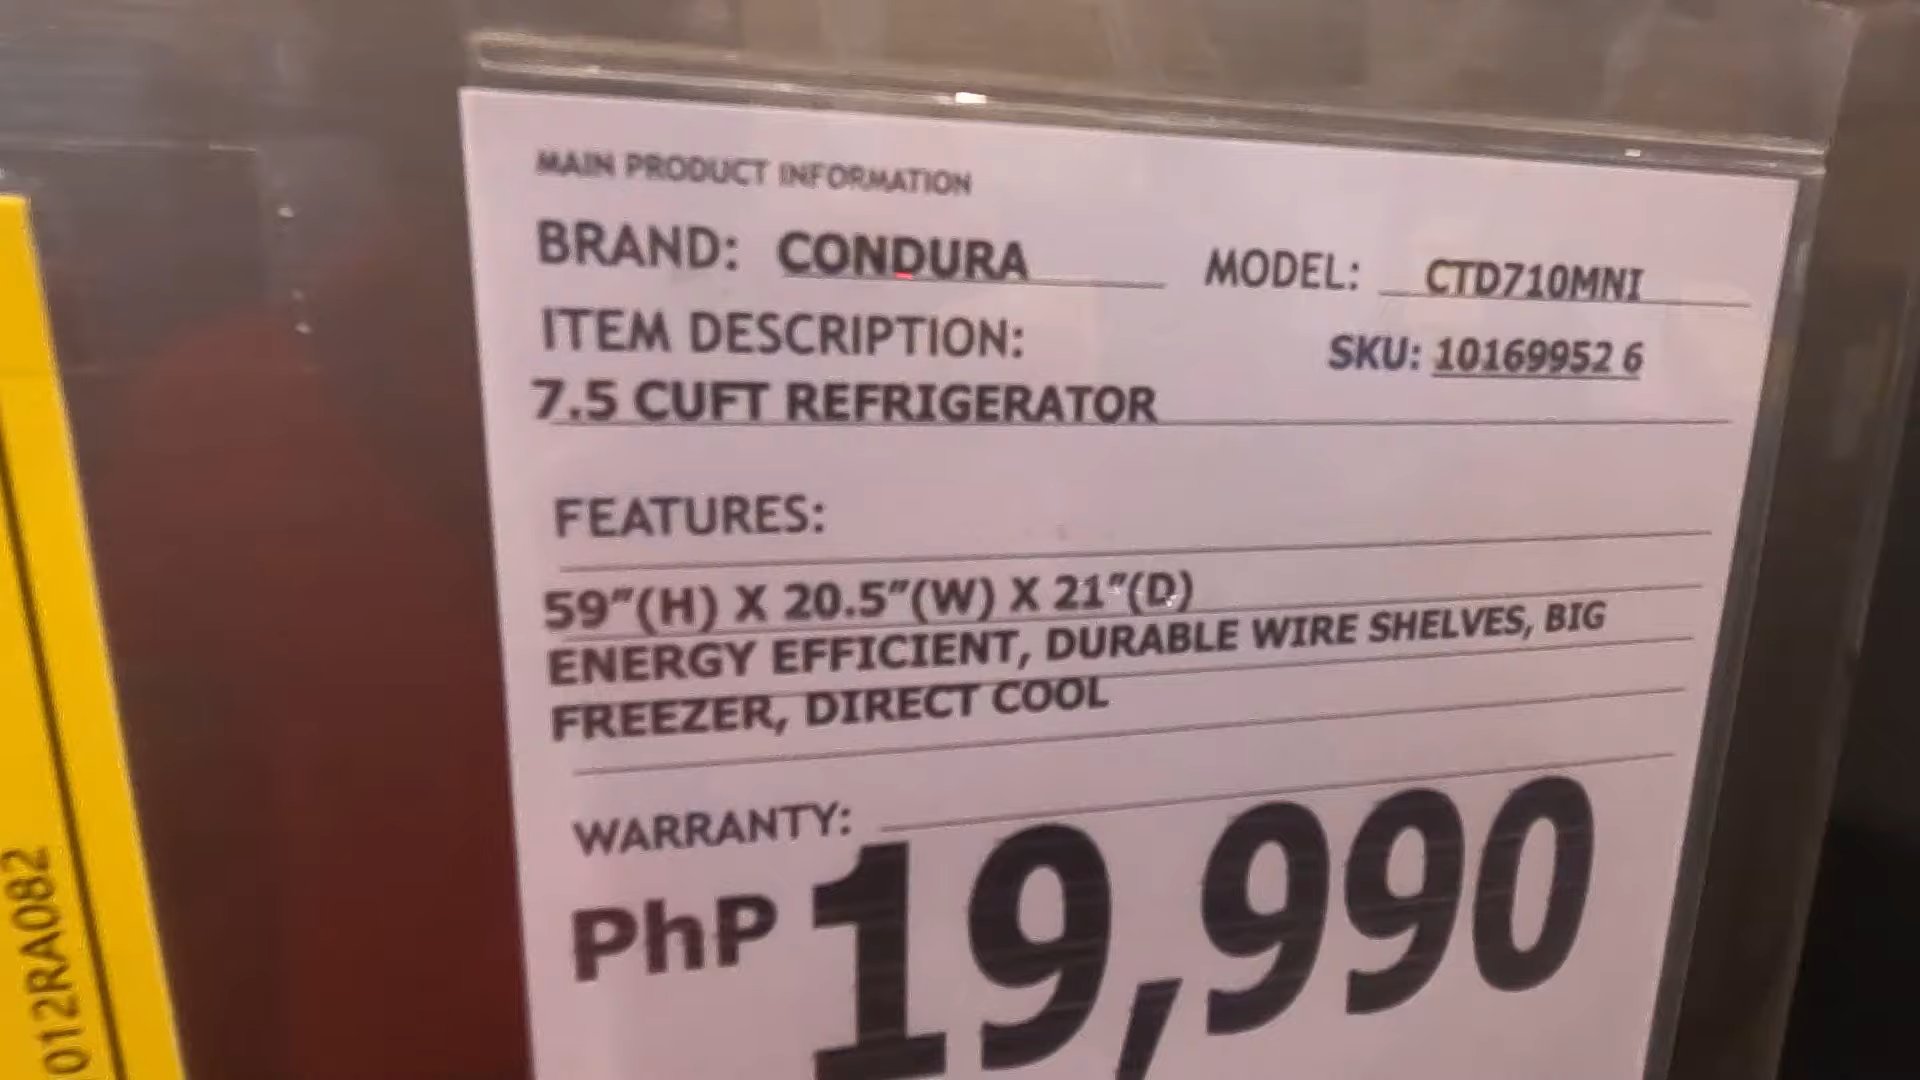 MAIN PRODUCT INFORMATION
BRAND: CONDURA MODEL: CTD710MNI
ITEM DESCRIPTION: SKU: 10169952 6
7.5 CUFT REFRIGERATOR
FEATURES:
59"(H) X 20.5"(W) X 21"(D)
ENERGY EFFICIENT, DURABLE WIRE SHELVES, BIG
FREEZER, DIRECT COOL
WARRANTY:
PhP 19,990
012RA082